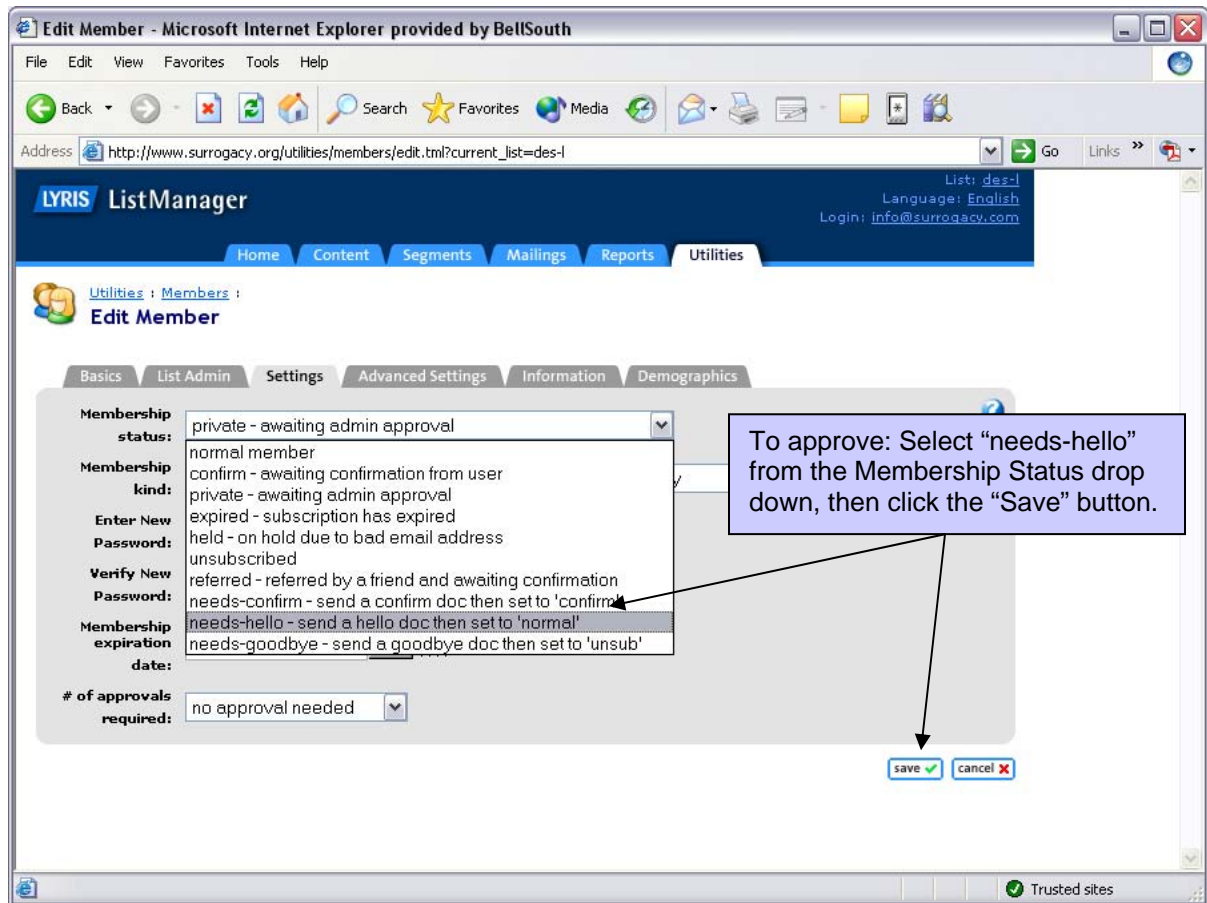 Edit Member - Microsoft Internet Explorer provided by BellSouth
File Edit View Favorites Tools Help
Back Search Favorites Media
Address http://www.surrogacy.org/utilities/members/edit.tml?current_list=des-l Go Links »
LYRIS ListManager
List: des-l
Language: English
Login: info@surrogacy.com
Home Content Segments Mailings Reports Utilities
Utilities : Members :
Edit Member
Basics List Admin Settings Advanced Settings Information Demographics
Membership status:
private - awaiting admin approval
normal member
confirm - awaiting confirmation from user
private - awaiting admin approval
expired - subscription has expired
held - on hold due to bad email address
unsubscribed
referred - referred by a friend and awaiting confirmation
needs-confirm - send a confirm doc then set to 'confirm'
needs-hello - send a hello doc then set to 'normal'
needs-goodbye - send a goodbye doc then set to 'unsub'
Membership
kind:
Enter New
Password:
Verify New
Password:
Membership
expiration
date:
# of approvals
required:
no approval needed
To approve: Select “needs-hello”
from the Membership Status drop
down, then click the “Save” button.
save cancel
Trusted sites